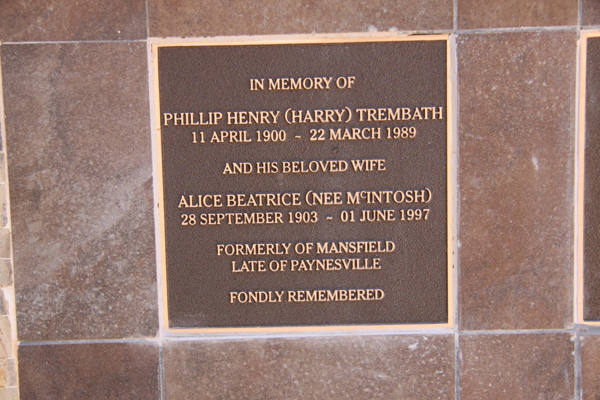 IN MEMORY OF
PHILLIP HENRY (HARRY) TREMBATH
11 APRIL 1900 ~ 22 MARCH 1989
AND HIS BELOVED WIFE
ALICE BEATRICE (NEE McINTOSH)
28 SEPTEMBER 1903 ~ 01 JUNE 1997
FORMERLY OF MANSFIELD
LATE OF PAYNESVILLE
FONDLY REMEMBERED